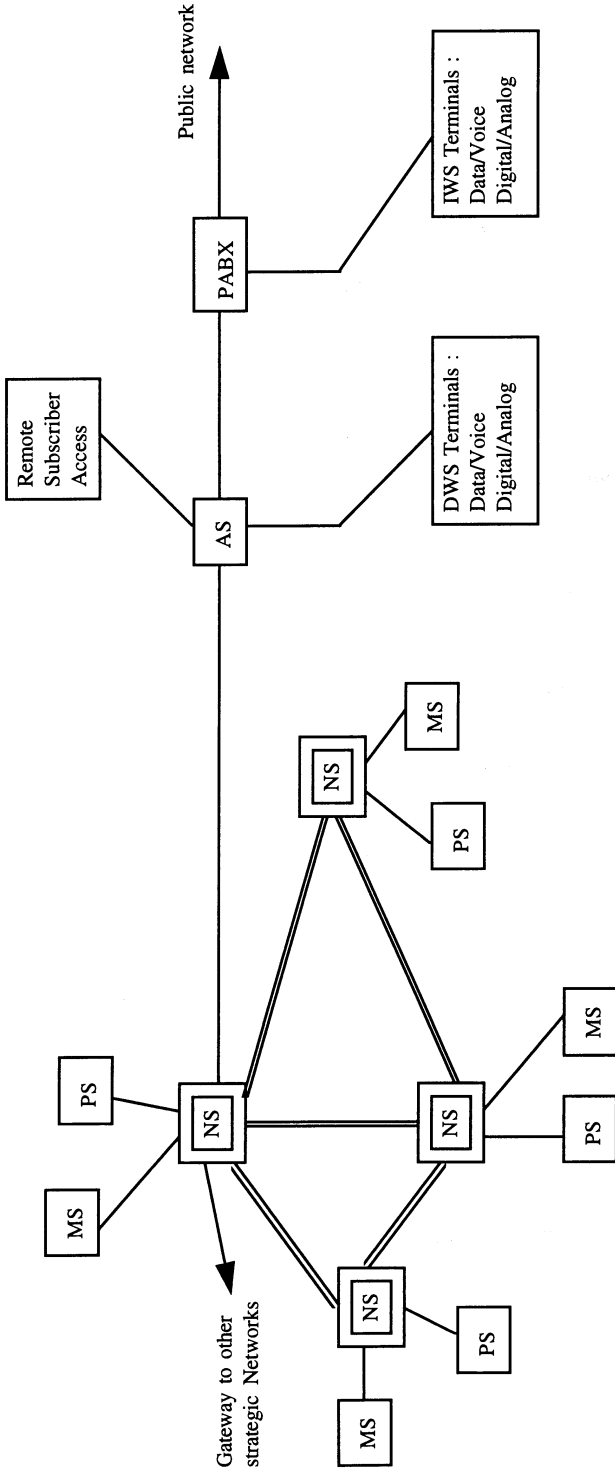 Gateway to other
strategic Networks
MS
PS
NS
MS
PS
NS
NS
PS
MS
NS
PS
MS
AS
Remote
Subscriber
Access
DWS Terminals :
Data/Voice
Digital/Analog
PABX
Public network
IWS Terminals :
Data/Voice
Digital/Analog